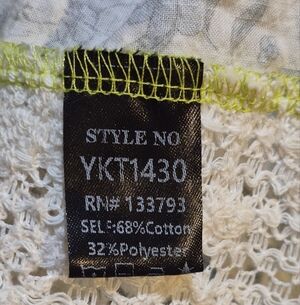 STYLE NO
YKT1430
RN# 133793
SELF:68%Cotton
32%Polyester